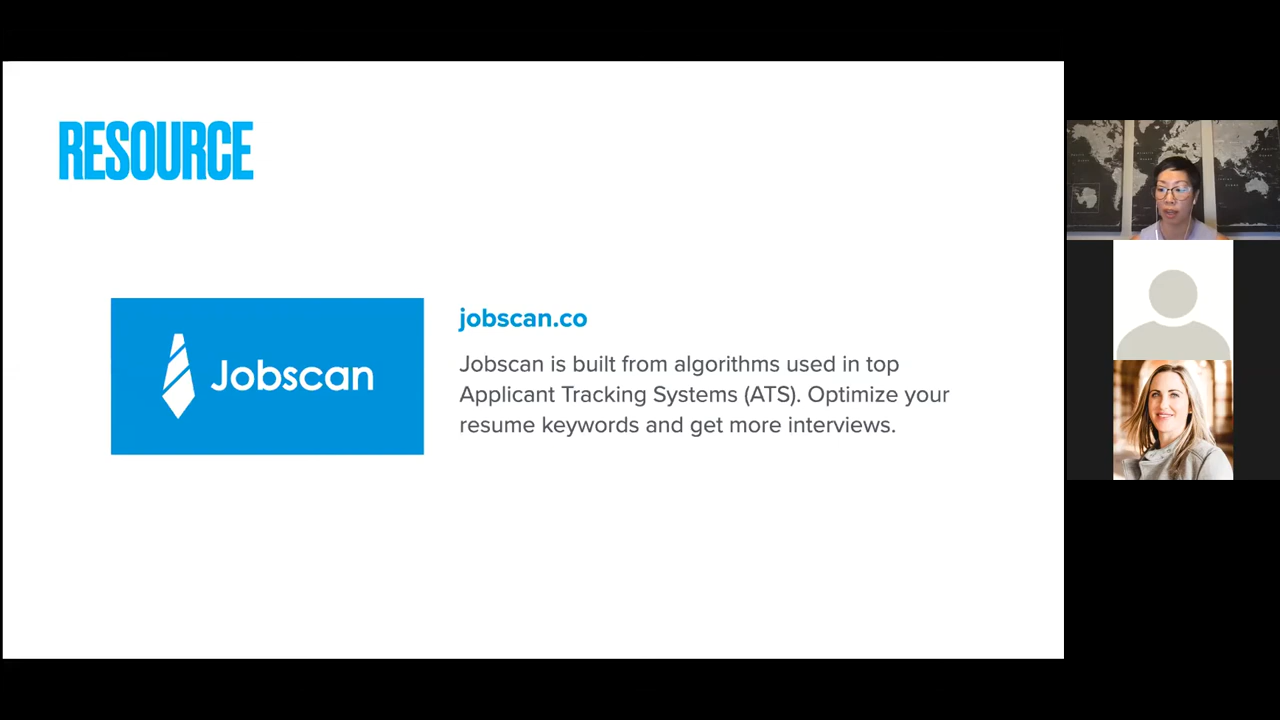 RESOURCE
Jobscan
jobscan.co
Jobscan is built from algorithms used in top
Applicant Tracking Systems (ATS). Optimize your
resume keywords and get more interviews.